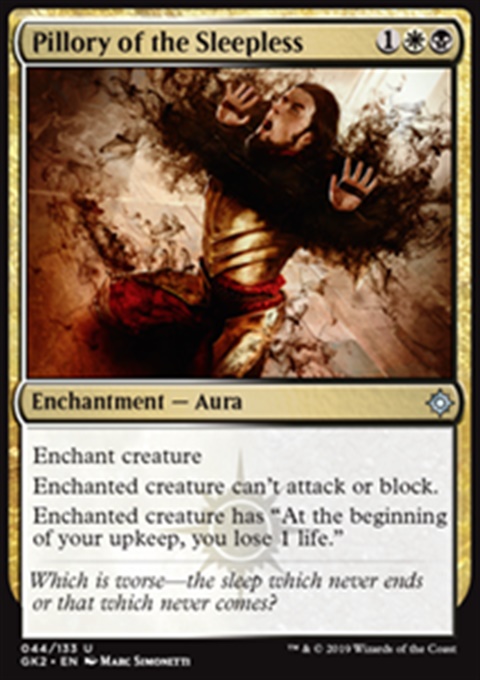 Pillory of the Sleepless 1
Enchantment — Aura
Enchant creature
Enchanted creature can't attack or block.
Enchanted creature has “At the beginning
of your upkeep, you lose 1 life.”
Which is worse—the sleep which never ends
or that which never comes?
044/133 U ™ & © 2019 Wizards of the Coast
GK2 • EN Marc Simonetti